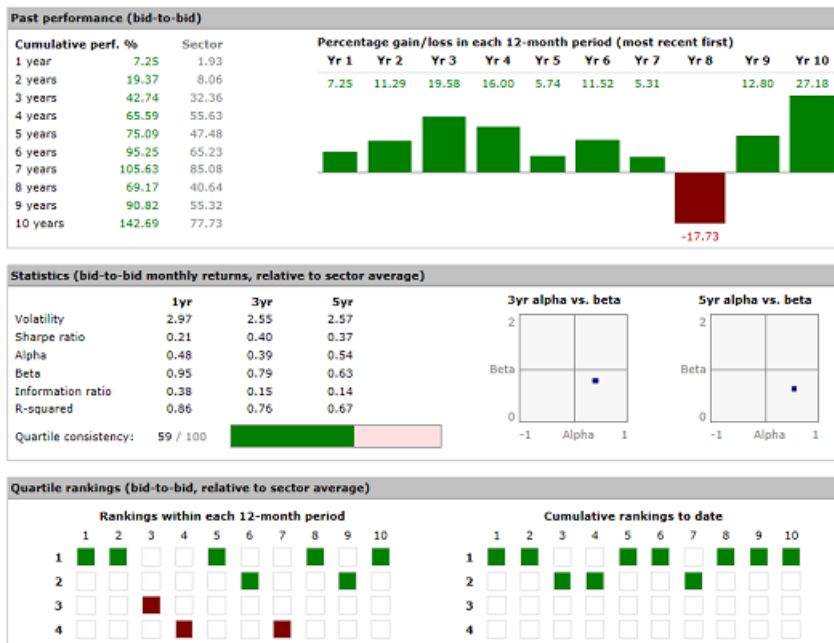 Past performance (bid-to-bid)
Cumulative perf. % Sector
1 year 7.25 1.93
2 years 19.37 8.06
3 years 42.74 32.36
4 years 65.59 55.63
5 years 75.09 47.48
6 years 95.25 65.23
7 years 105.63 85.08
8 years 69.17 40.64
9 years 90.82 55.32
10 years 142.69 77.73
Percentage gain/loss in each 12-month period (most recent first)
Yr 1 Yr 2 Yr 3 Yr 4 Yr 5 Yr 6 Yr 7 Yr 8 Yr 9 Yr 10
7.25 11.29 19.58 16.00 5.74 11.52 5.31 12.80 27.18
-17.73
Statistics (bid-to-bid monthly returns, relative to sector average)
1yr 3yr 5yr
Volatility 2.97 2.55 2.57
Sharpe ratio 0.21 0.40 0.37
Alpha 0.48 0.39 0.54
Beta 0.95 0.79 0.63
Information ratio 0.38 0.15 0.14
R-squared 0.86 0.76 0.67
Quartile consistency: 59 / 100
3yr alpha vs. beta
2
Beta
0
-1 Alpha 1
5yr alpha vs. beta
2
Beta
0
-1 Alpha 1
Quartile rankings (bid-to-bid, relative to sector average)
Rankings within each 12-month period
1 2 3 4 5 6 7 8 9 10
1
2
3
4
Cumulative rankings to date
1 2 3 4 5 6 7 8 9 10
1
2
3
4